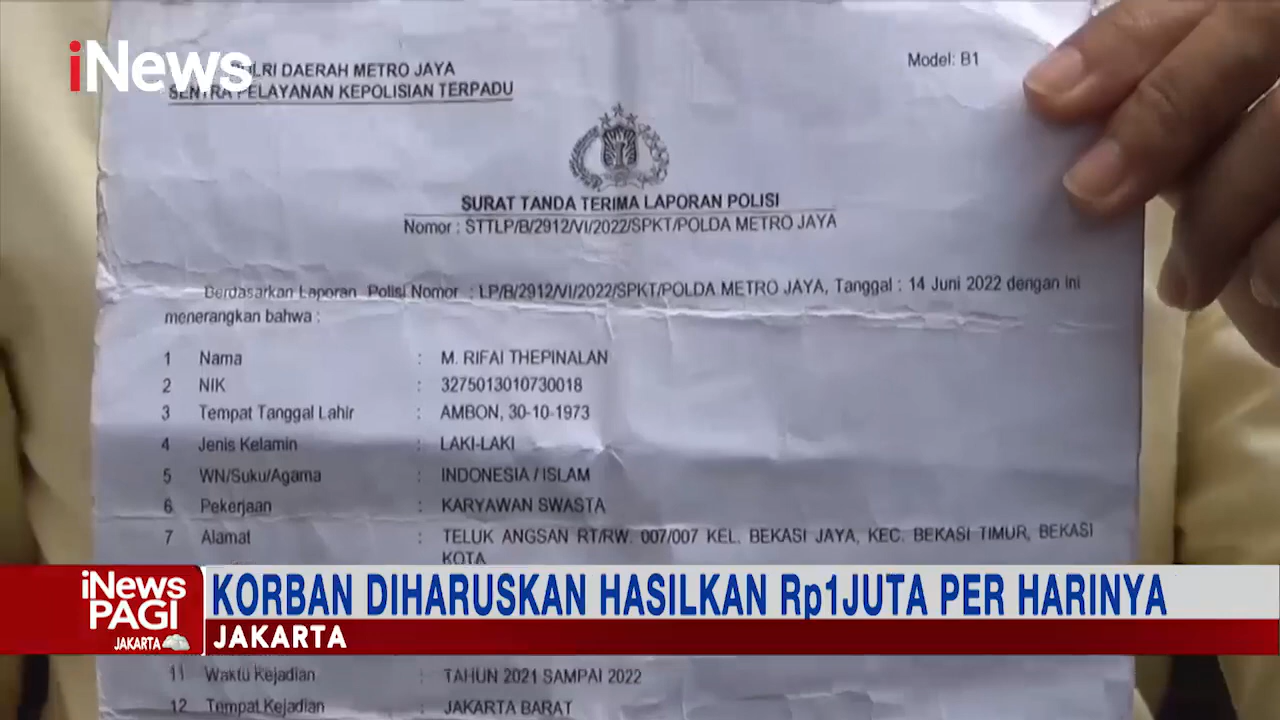 iNews
POLRI DAERAH METRO JAYA
SENTRA PELAYANAN KEPOLISIAN TERPADU
Model: B1
SURAT TANDA TERIMA LAPORAN POLISI
Nomor : STTLP/B/2912/VI/2022/SPKT/POLDA METRO JAYA
Berdasarkan Laporan Polisi Nomor : LP/B/2912/VI/2022/SPKT/POLDA METRO JAYA, Tanggal : 14 Juni 2022 dengan ini
menerangkan bahwa :
1 Nama : M. RIFAI THEPINALAN
2 NIK : 3275013010730018
3 Tempat Tanggal Lahir : AMBON, 30-10-1973
4 Jenis Kelamin : LAKI-LAKI
5 WN/Suku/Agama : INDONESIA / ISLAM
6 Pekerjaan : KARYAWAN SWASTA
7 Alamat : TELUK ANGSAN RT/RW. 007/007 KEL. BEKASI JAYA, KEC. BEKASI TIMUR, BEKASI
KOTA
iNews
PAGI
JAKARTA
KORBAN DIHARUSKAN HASILKAN Rp1JUTA PER HARINYA
JAKARTA
11 Waktu Kejadian : TAHUN 2021 SAMPAI 2022
12 Tempat Kejadian : JAKARTA BARAT